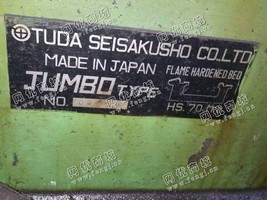 TUDA SEISAKUSHO CO.,LTD
MADE IN JAPAN FLAME HARDENED BED
JUMBO TYPE
NO. HS. 70